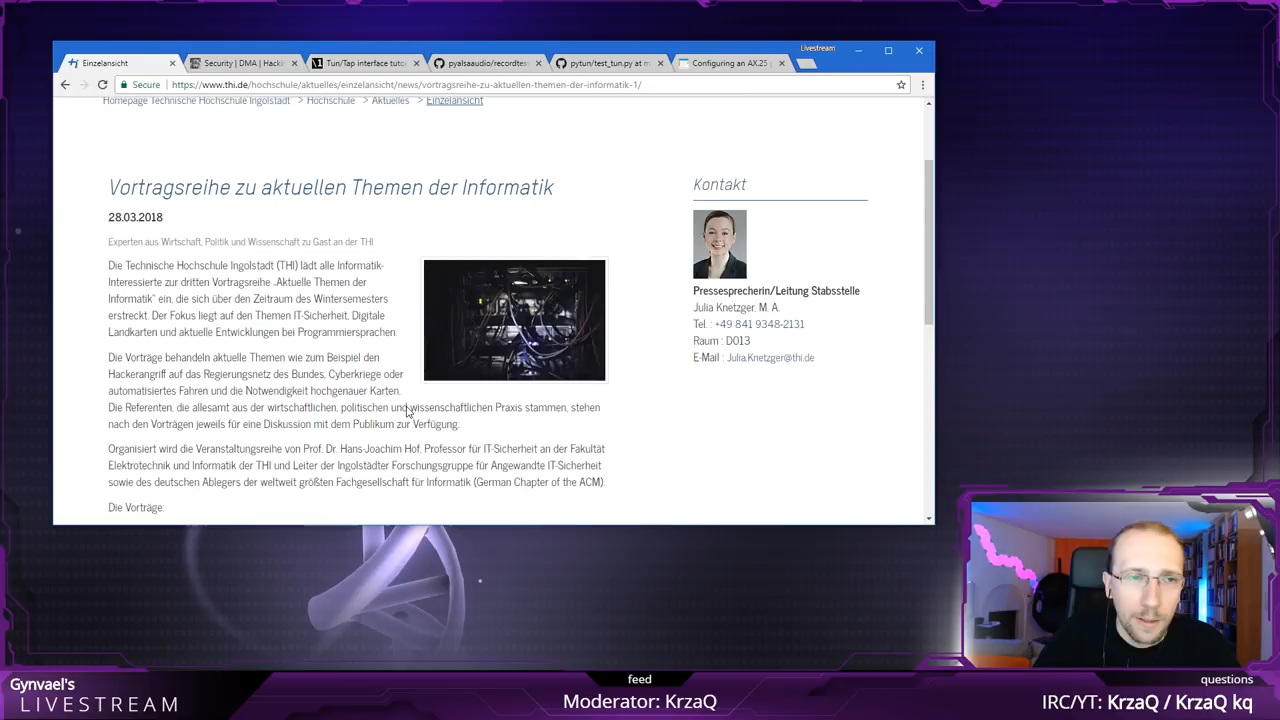 Livestream
Einzelansicht
Security | DMA | Hackin
Tun/Tap interface tuto
pyalsaaudio/recordtes
pytun/test_tun.py at m
Configuring an AX.25
Secure https://www.thi.de/hochschule/aktuelles/einzelansicht/news/vortragsreihe-zu-aktuellen-themen-der-informatik-1/
Homepage Technische Hochschule Ingolstadt > Hochschule > Aktuelles > Einzelansicht
Vortragsreihe zu aktuellen Themen der Informatik
28.03.2018
Experten aus Wirtschaft, Politik und Wissenschaft zu Gast an der THI
Die Technische Hochschule Ingolstadt (THI) lädt alle Informatik-
Interessierte zur dritten Vortragsreihe „Aktuelle Themen der
Informatik“ ein, die sich über den Zeitraum des Wintersemesters
erstreckt. Der Fokus liegt auf den Themen IT-Sicherheit, Digitale
Landkarten und aktuelle Entwicklungen bei Programmiersprachen.
Die Vorträge behandeln aktuelle Themen wie zum Beispiel den
Hackerangriff auf das Regierungsnetz des Bundes, Cyberkriege oder
automatisiertes Fahren und die Notwendigkeit hochgenauer Karten.
Die Referenten, die allesamt aus der wirtschaftlichen, politischen und wissenschaftlichen Praxis stammen, stehen
nach den Vorträgen jeweils für eine Diskussion mit dem Publikum zur Verfügung.
Organisiert wird die Veranstaltungsreihe von Prof. Dr. Hans-Joachim Hof, Professor für IT-Sicherheit an der Fakultät
Elektrotechnik und Informatik der THI und Leiter der Ingolstädter Forschungsgruppe für Angewandte IT-Sicherheit
sowie des deutschen Ablegers der weltweit größten Fachgesellschaft für Informatik (German Chapter of the ACM).
Die Vorträge:
Kontakt
Pressesprecherin/Leitung Stabsstelle
Julia Knetzger, M. A.
Tel. : +49 841 9348-2131
Raum : D013
E-Mail : Julia.Knetzger@thi.de
Gynvael's
LIVESTREAM
feed
Moderator: KrzaQ
questions
IRC/YT: KrzaQ / KrzaQ kq